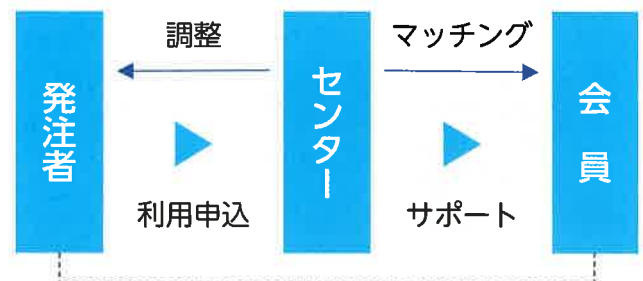 調整
マッチング
発注者
センター
会員
利用申込
サポート